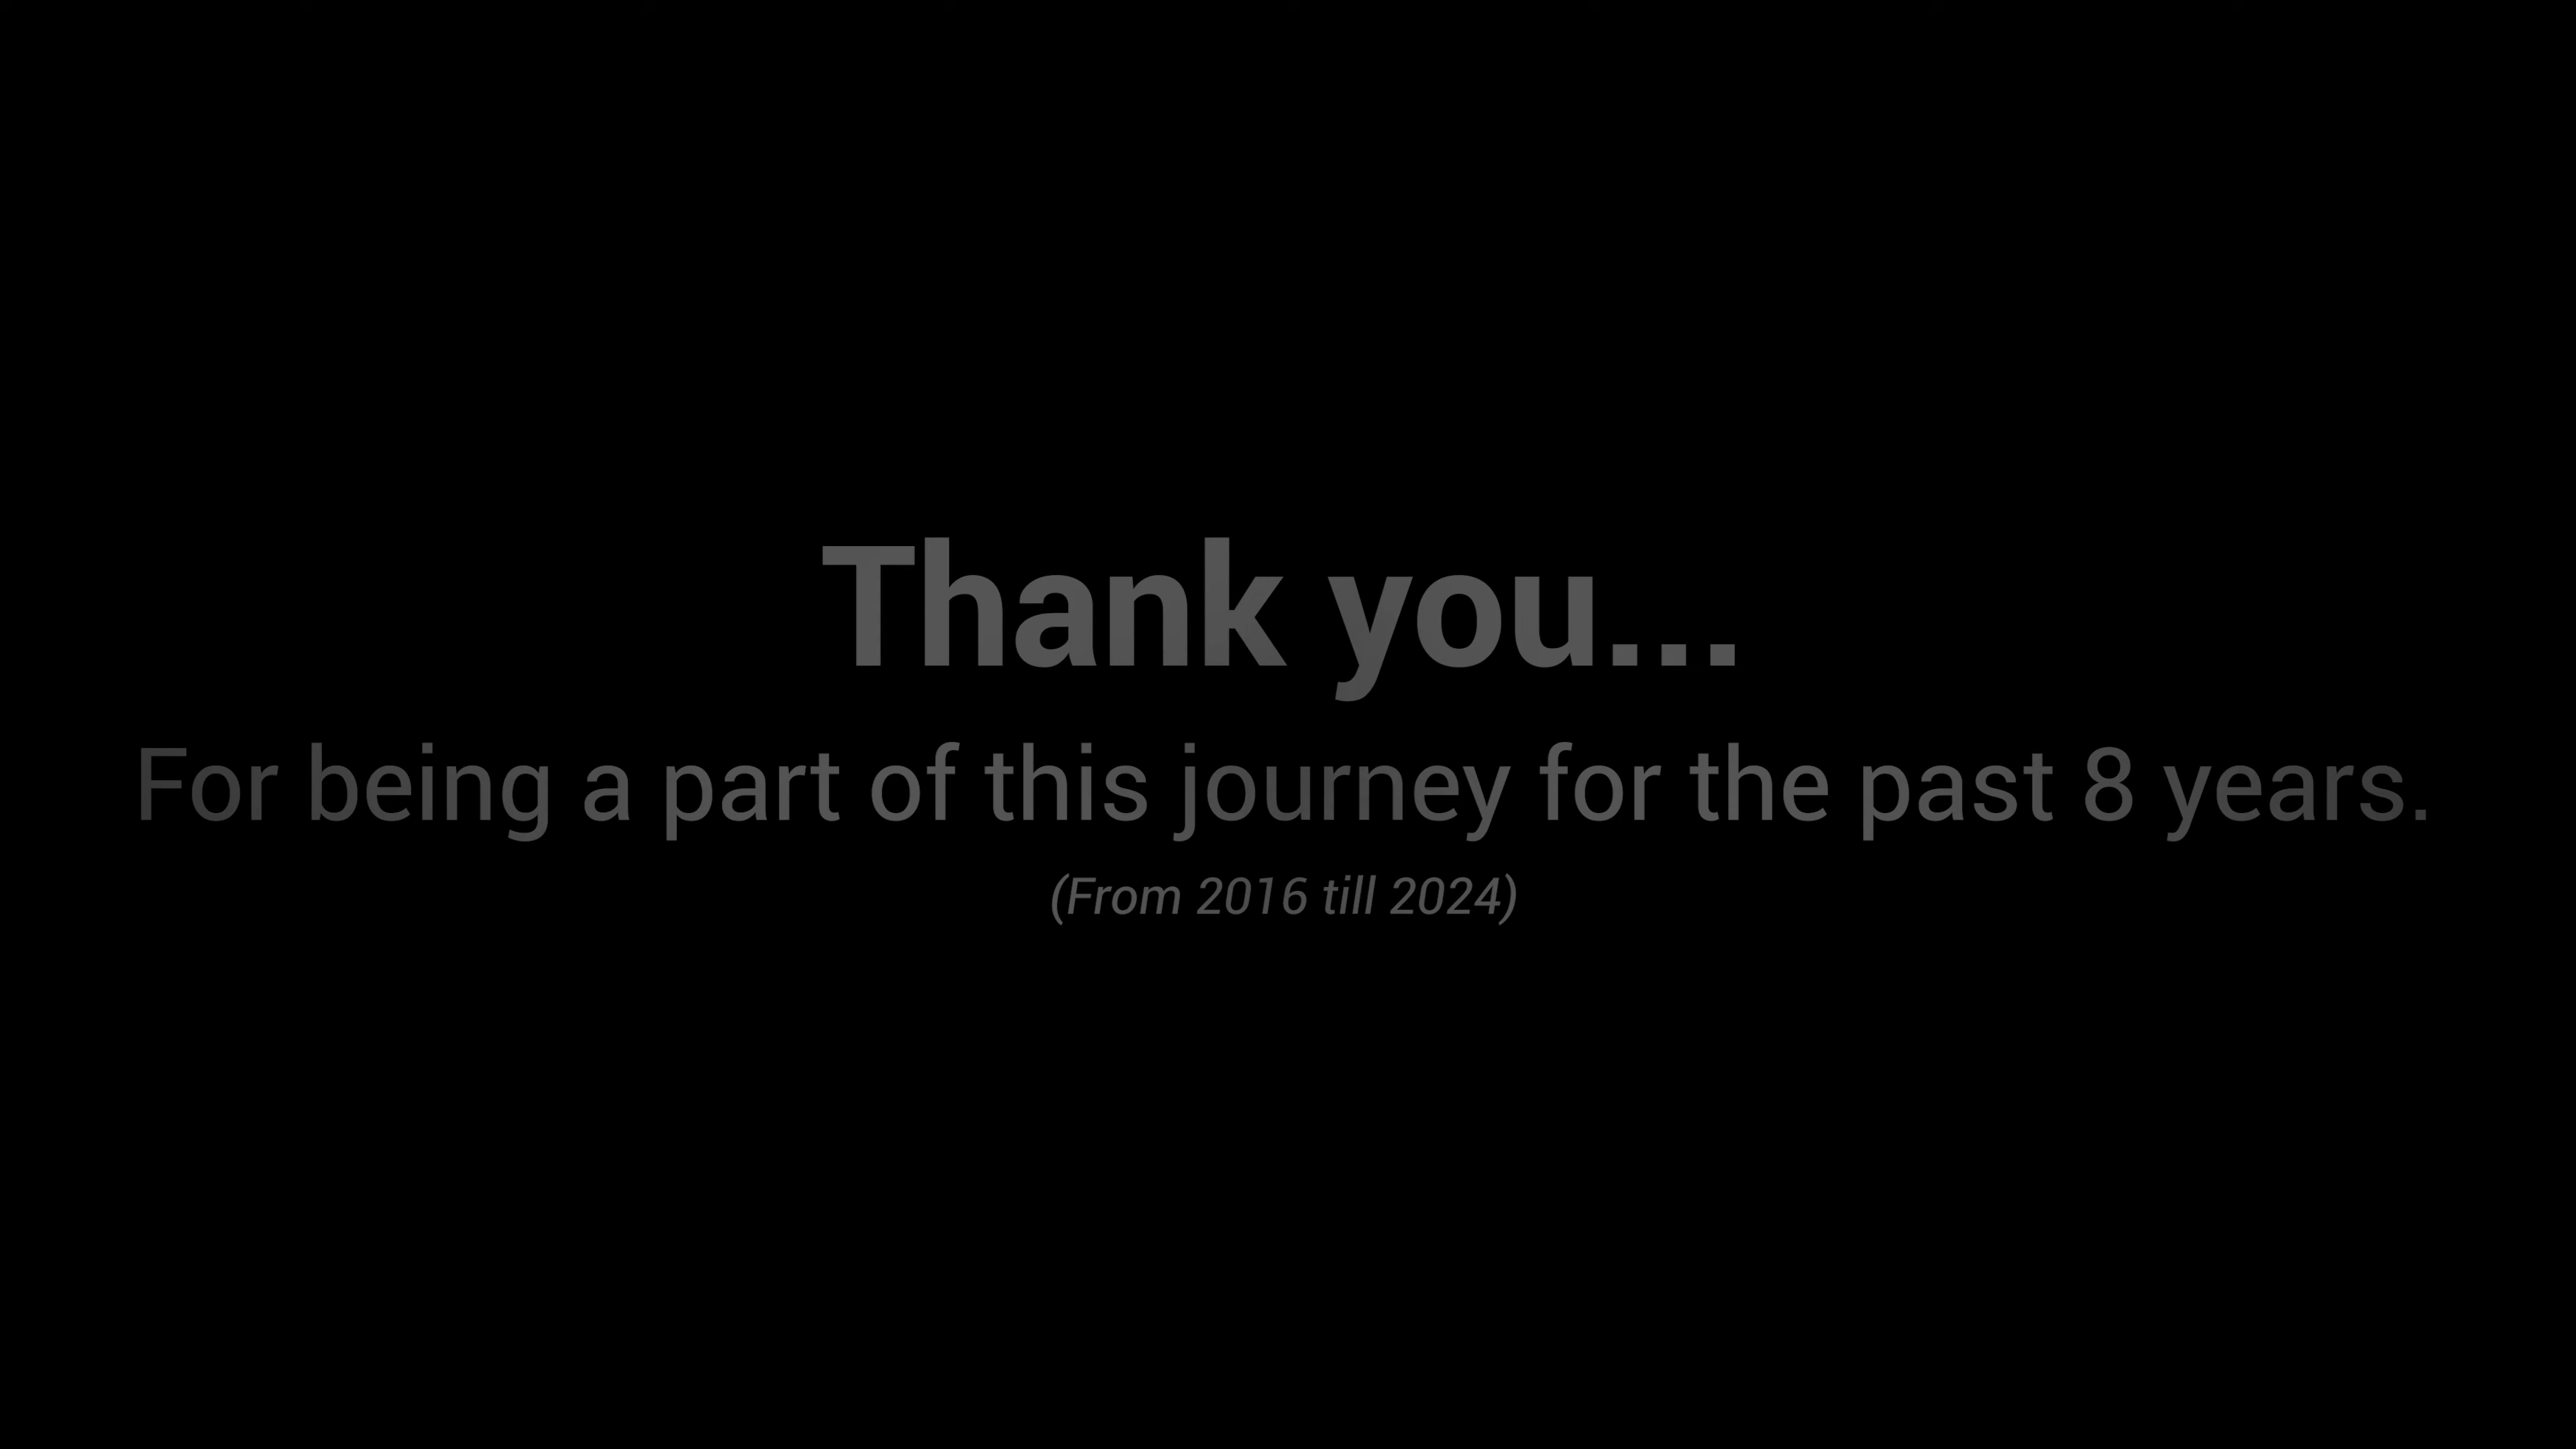 Thank you...
For being a part of this journey for the past 8 years.
(From 2016 till 2024)